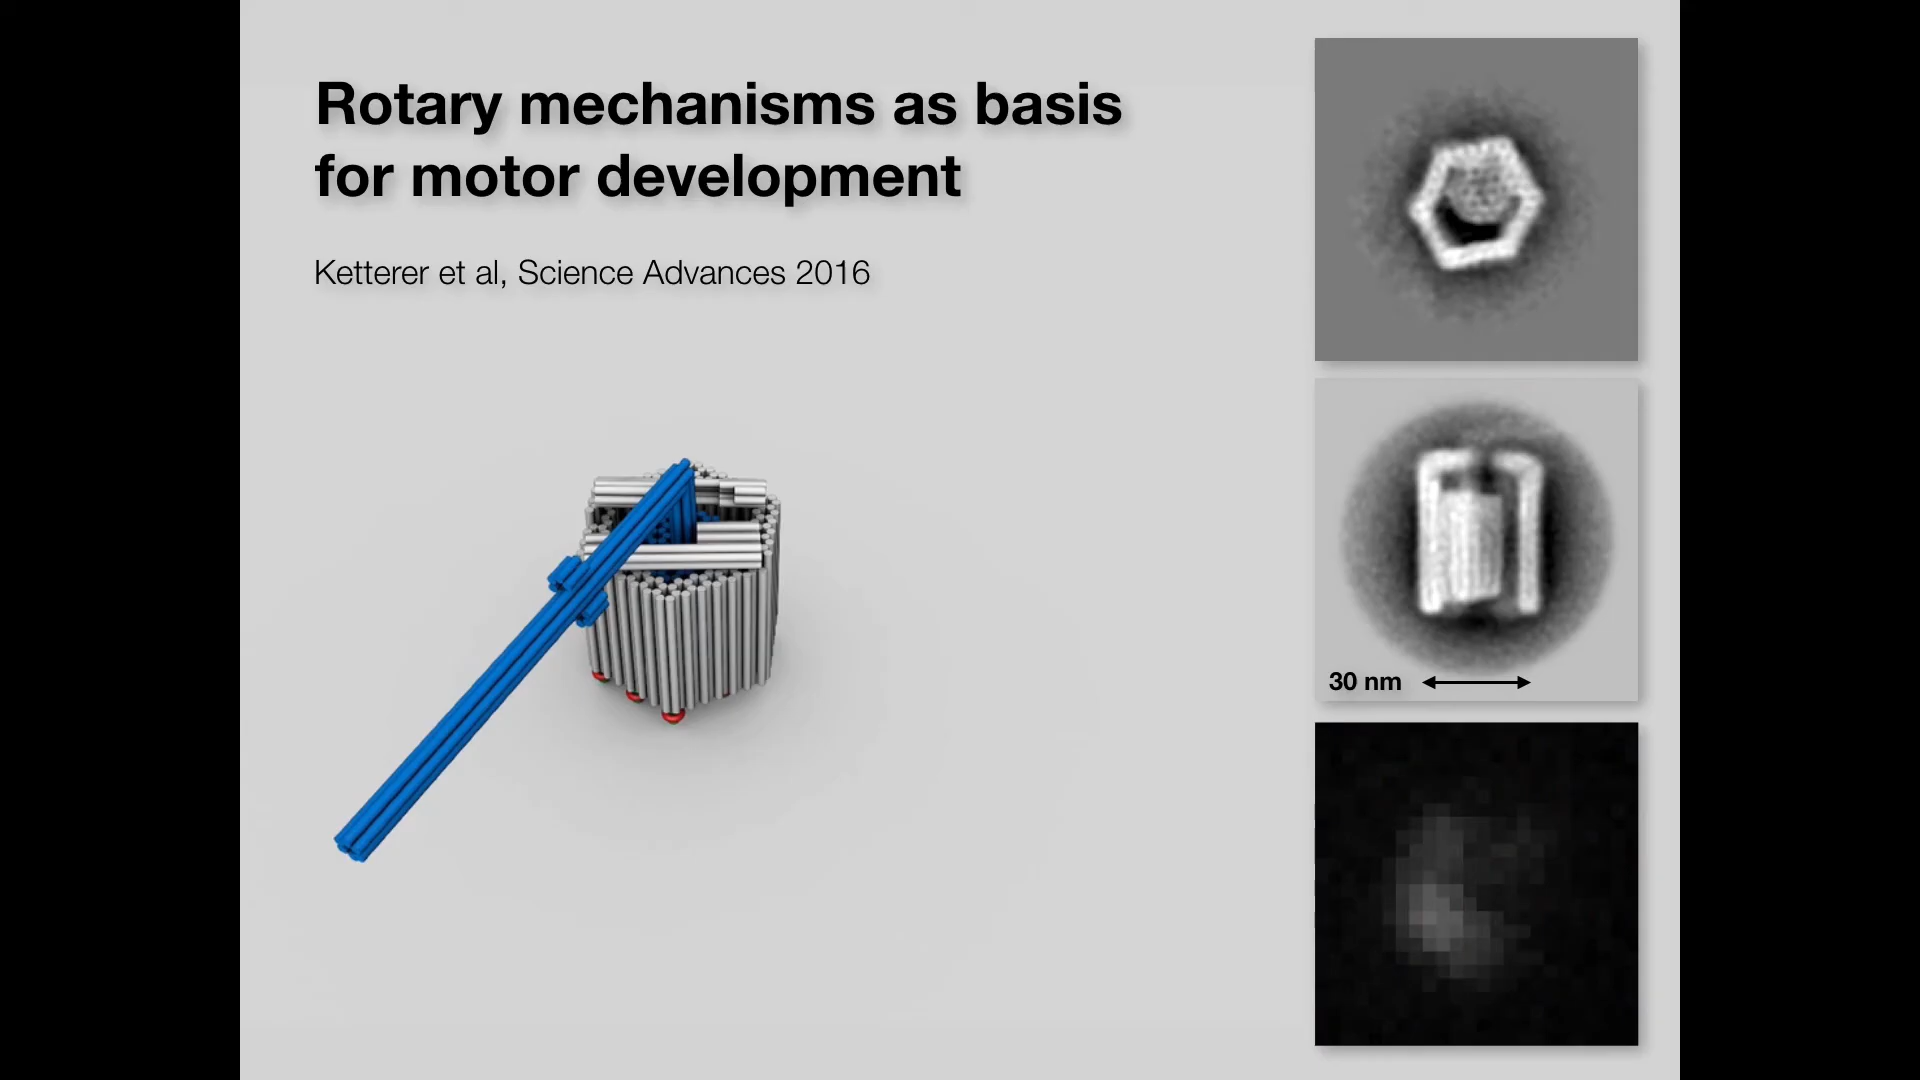 Rotary mechanisms as basis
for motor development
Ketterer et al, Science Advances 2016
30 nm